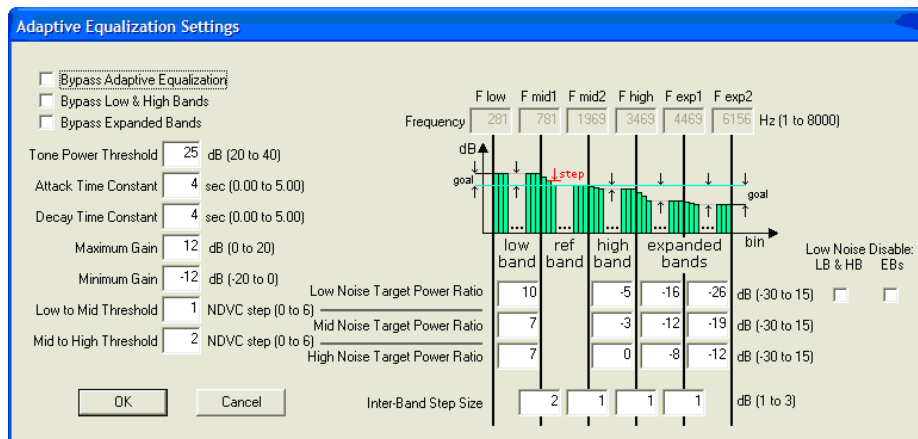 Adaptive Equalization Settings
Bypass Adaptive Equalization
Bypass Low & High Bands
Bypass Expanded Bands
Tone Power Threshold 25 dB (20 to 40)
Attack Time Constant 4 sec (0.00 to 5.00)
Decay Time Constant 4 sec (0.00 to 5.00)
Maximum Gain 12 dB (0 to 20)
Minimum Gain -12 dB (-20 to 0)
Low to Mid Threshold 1 NDVC step (0 to 6)
Mid to High Threshold 2 NDVC step (0 to 6)
OK Cancel
F low F mid1 F mid2 F high F exp1 F exp2
Frequency 281 781 1969 3469 4469 6156 Hz (1 to 8000)
dB
goal step goal
... ... ... ...
bin
low band ref band high band expanded bands
Low Noise Disable:
LB & HB EBs
Low Noise Target Power Ratio 10 -5 -16 -26 dB (-30 to 15)
Mid Noise Target Power Ratio 7 -3 -12 -19 dB (-30 to 15)
High Noise Target Power Ratio 7 0 -8 -12 dB (-30 to 15)
Inter-Band Step Size 2 1 1 1 dB (1 to 3)